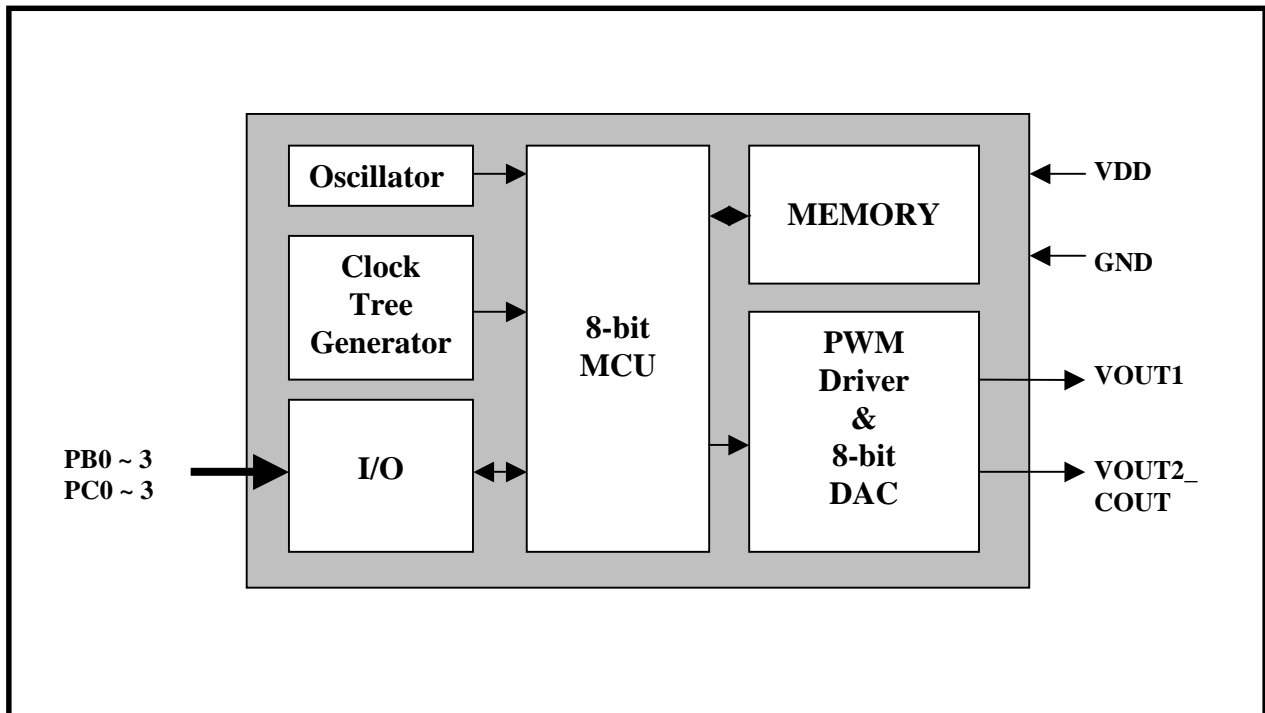 Oscillator
Clock
Tree
Generator
I/O
PB0 ~ 3
PC0 ~ 3
8-bit
MCU
MEMORY
PWM
Driver
&
8-bit
DAC
VDD
GND
VOUT1
VOUT2_
COUT